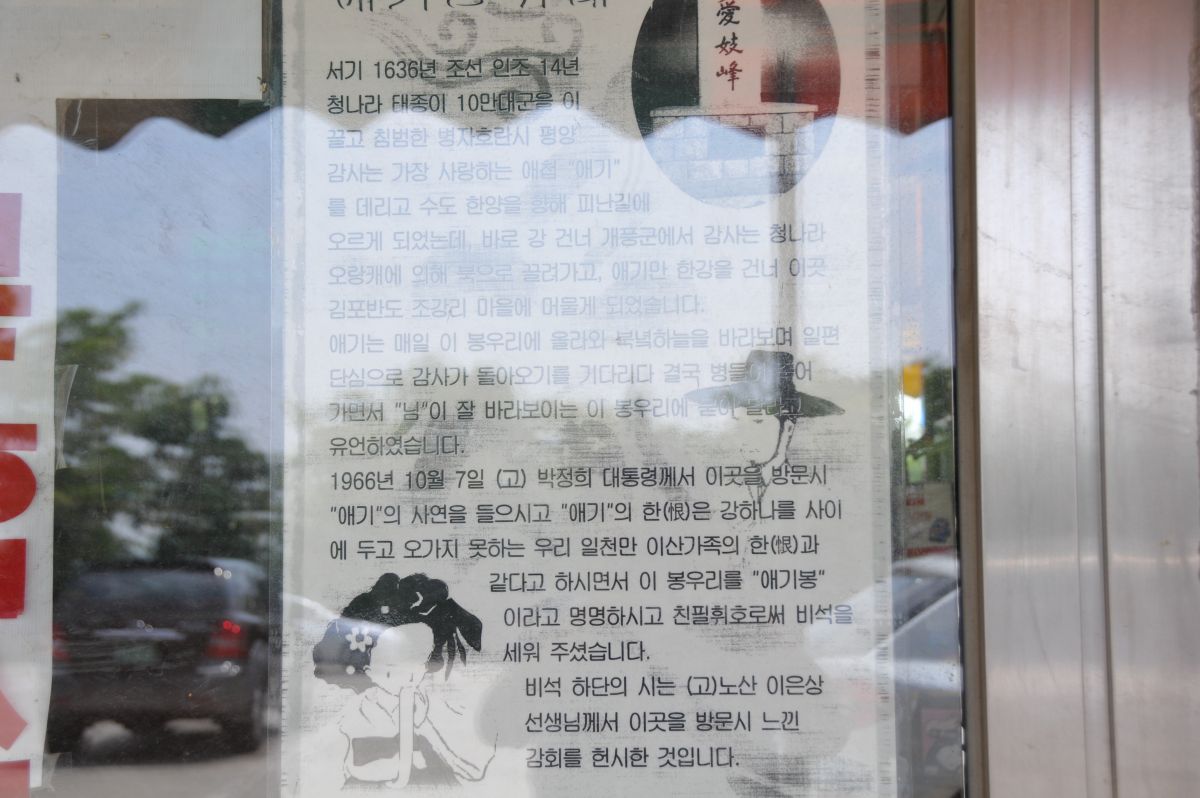 愛妓峰
서기 1636년 조선 인조 14년
청나라 태종이 10만대군을 이
끌고 침범한 병자호란시 평양
감사는 가장 사랑하는 애첩 "애기"
를 데리고 수도 한양을 향해 피난길에
오르게 되었는데, 바로 강 건너 개풍군에서 감사는 청나라
오랑캐에 의해 북으로 끌려가고, 애기만 한강을 건너 이곳
김포반도 조강리 마을에 머물게 되었습니다.
애기는 매일 이 봉우리에 올라와 북녘하늘을 바라보며 일편
단심으로 감사가 돌아오기를 기다리다 결국 병들어
가면서 "님"이 잘 바라보이는 이 봉우리에
유언하였습니다.
1966년 10월 7일 (고) 박정희 대통령께서 이곳을 방문시
"애기"의 사연을 들으시고 "애기"의 한(恨)은 강하나를 사이
에 두고 오가지 못하는 우리 일천만 이산가족의 한(恨)과
같다고 하시면서 이 봉우리를 "애기봉"
이라고 명명하시고 친필휘호로써 비석을
세워 주셨습니다.
비석 하단의 시는 (고)노산 이은상
선생님께서 이곳을 방문시 느낀
감회를 헌시한 것입니다.